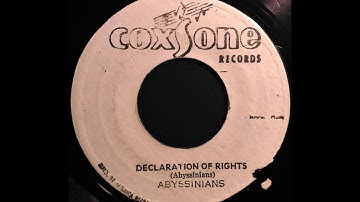 coxsone
RECORDS
DECLARATION OF RIGHTS
(Abyssinians)
ABYSSINIANS